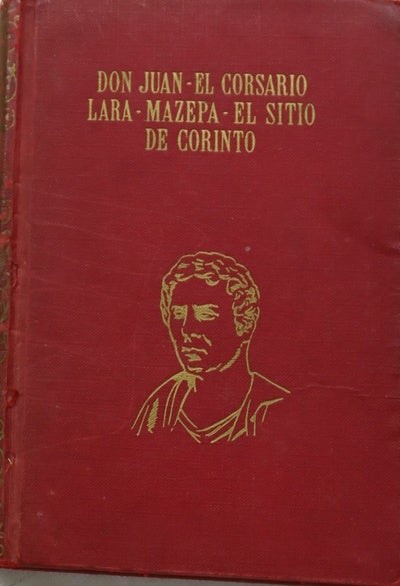 DON JUAN - EL CORSARIO
LARA - MAZEPA - EL SITIO
DE CORINTO